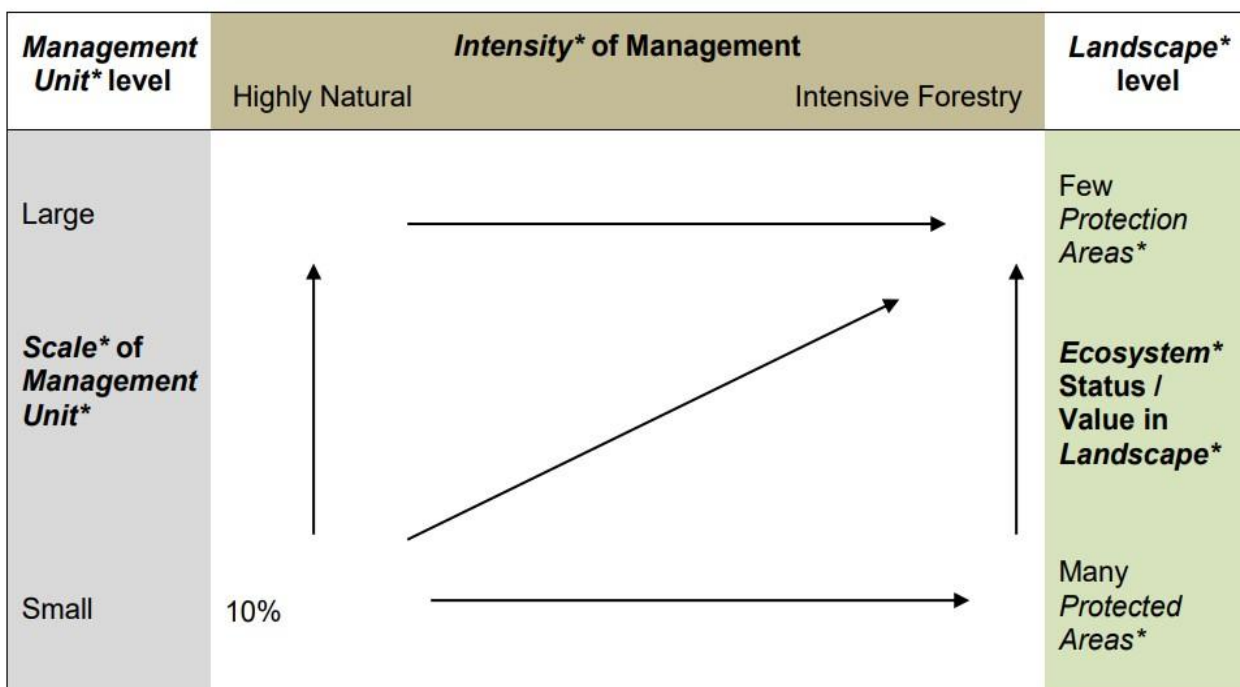 Management
Unit* level
Intensity* of Management
Highly Natural
Intensive Forestry
Landscape*
level
Large
Few
Protection
Areas*
Scale* of
Management
Unit*
Ecosystem*
Status /
Value in
Landscape*
Small
10%
Many
Protected
Areas*